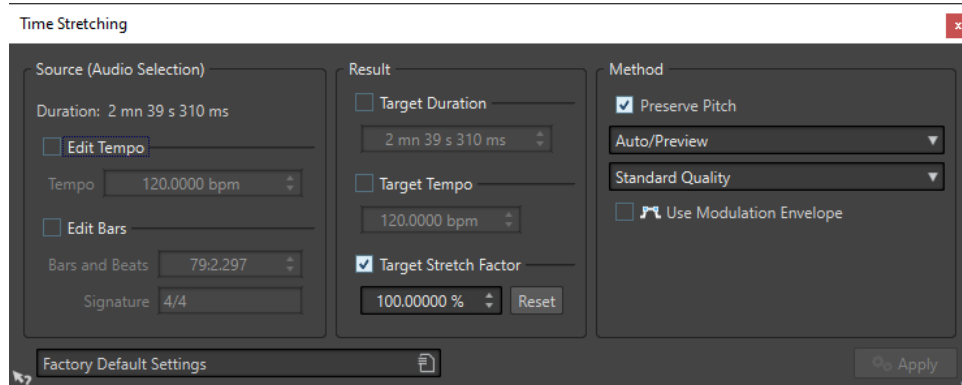 Time Stretching
x
Source (Audio Selection)
Duration: 2 mn 39 s 310 ms
Edit Tempo
Tempo 120.0000 bpm
Edit Bars
Bars and Beats 79:2.297
Signature 4/4
Result
Target Duration
2 mn 39 s 310 ms
Target Tempo
120.0000 bpm
Target Stretch Factor
100.00000 % Reset
Method
Preserve Pitch
Auto/Preview
Standard Quality
Use Modulation Envelope
Factory Default Settings
Apply